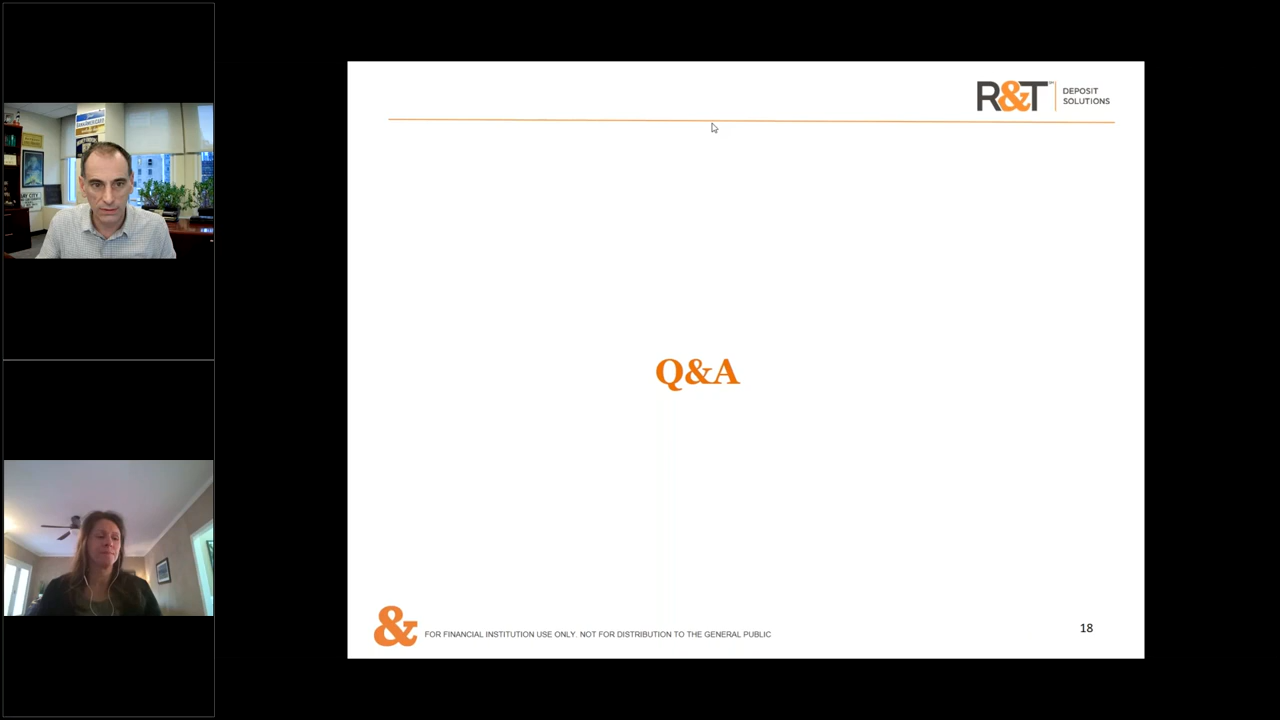 R&T
DEPOSIT
SOLUTIONS
Q&A
& FOR FINANCIAL INSTITUTION USE ONLY. NOT FOR DISTRIBUTION TO THE GENERAL PUBLIC
18